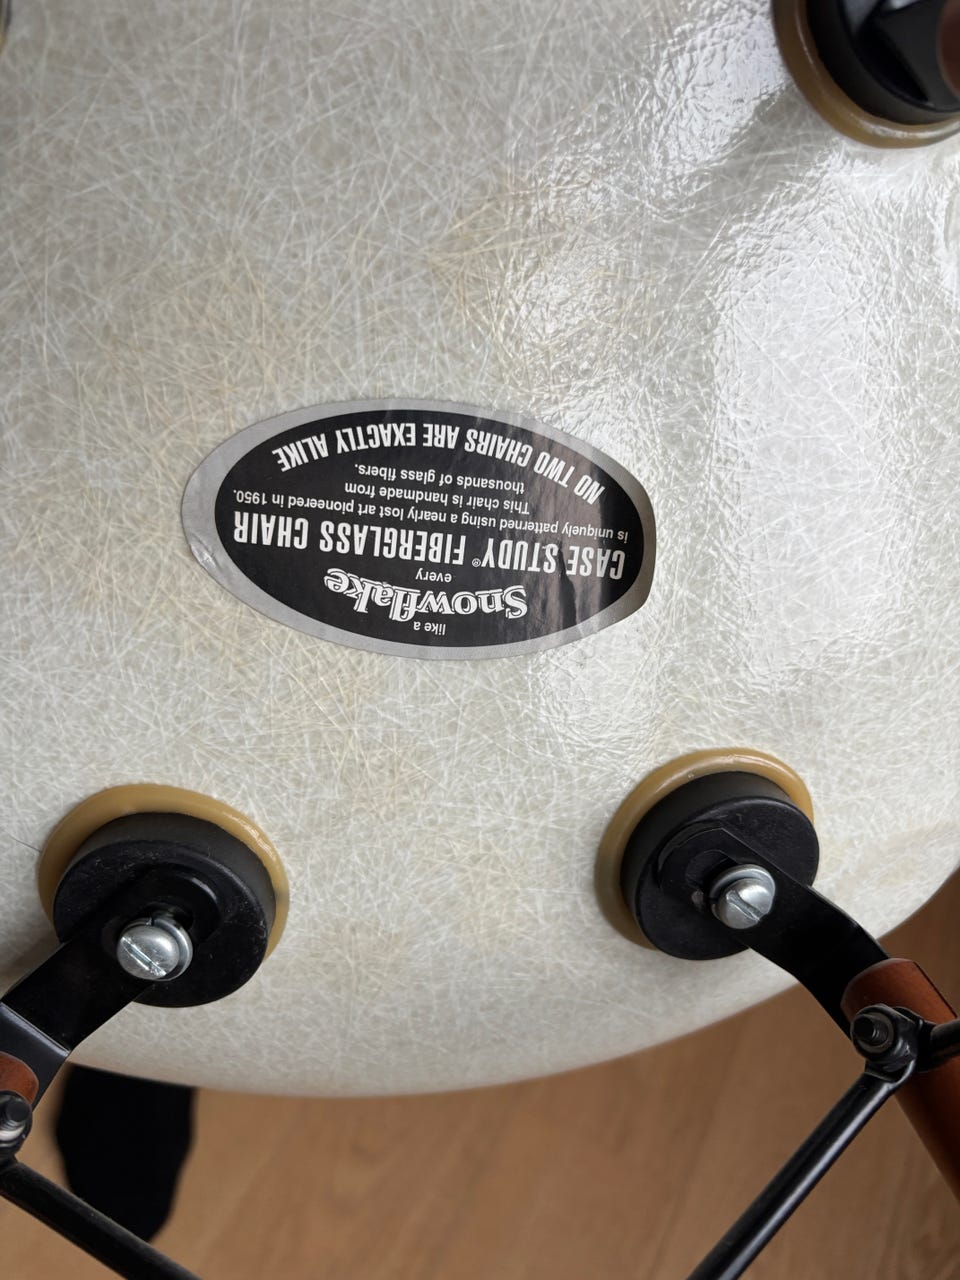 like a
Snowflake
every
CASE STUDY® FIBERGLASS CHAIR
is uniquely patterned using a nearly lost art pioneered in 1950.
This chair is handmade from
thousands of glass fibers.
NO TWO CHAIRS ARE EXACTLY ALIKE